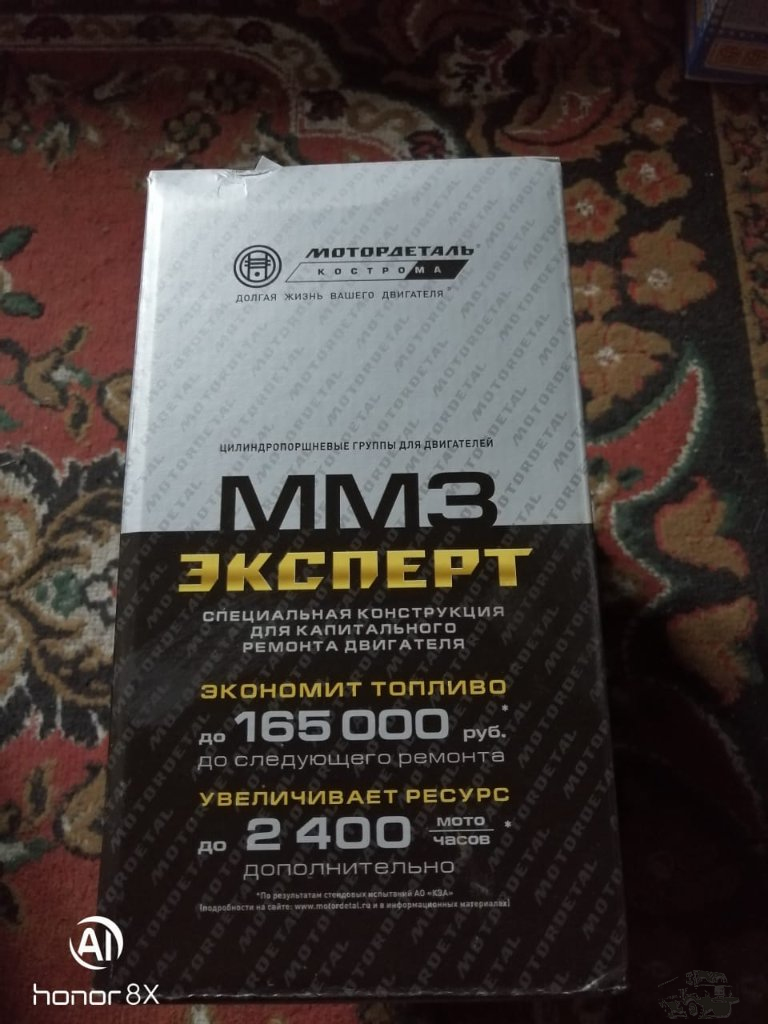 МОТОРДЕТАЛЬ®
КОСТРОМА
ДОЛГАЯ ЖИЗНЬ ВАШЕГО ДВИГАТЕЛЯ®
ЦИЛИНДРОПОРШНЕВЫЕ ГРУППЫ ДЛЯ ДВИГАТЕЛЕЙ
ММЗ
ЭКСПЕРТ
СПЕЦИАЛЬНАЯ КОНСТРУКЦИЯ
ДЛЯ КАПИТАЛЬНОГО
РЕМОНТА ДВИГАТЕЛЯ
ЭКОНОМИТ ТОПЛИВО
до 165 000 руб.*
до следующего ремонта
УВЕЛИЧИВАЕТ РЕСУРС
до 2 400 мото часов *
дополнительно
*По результатам стендовых испытаний АО «КЗА»
(подробности на сайте: www.motordetal.ru и в информационных материалах)
MOTORDETAL
AI
honor 8X